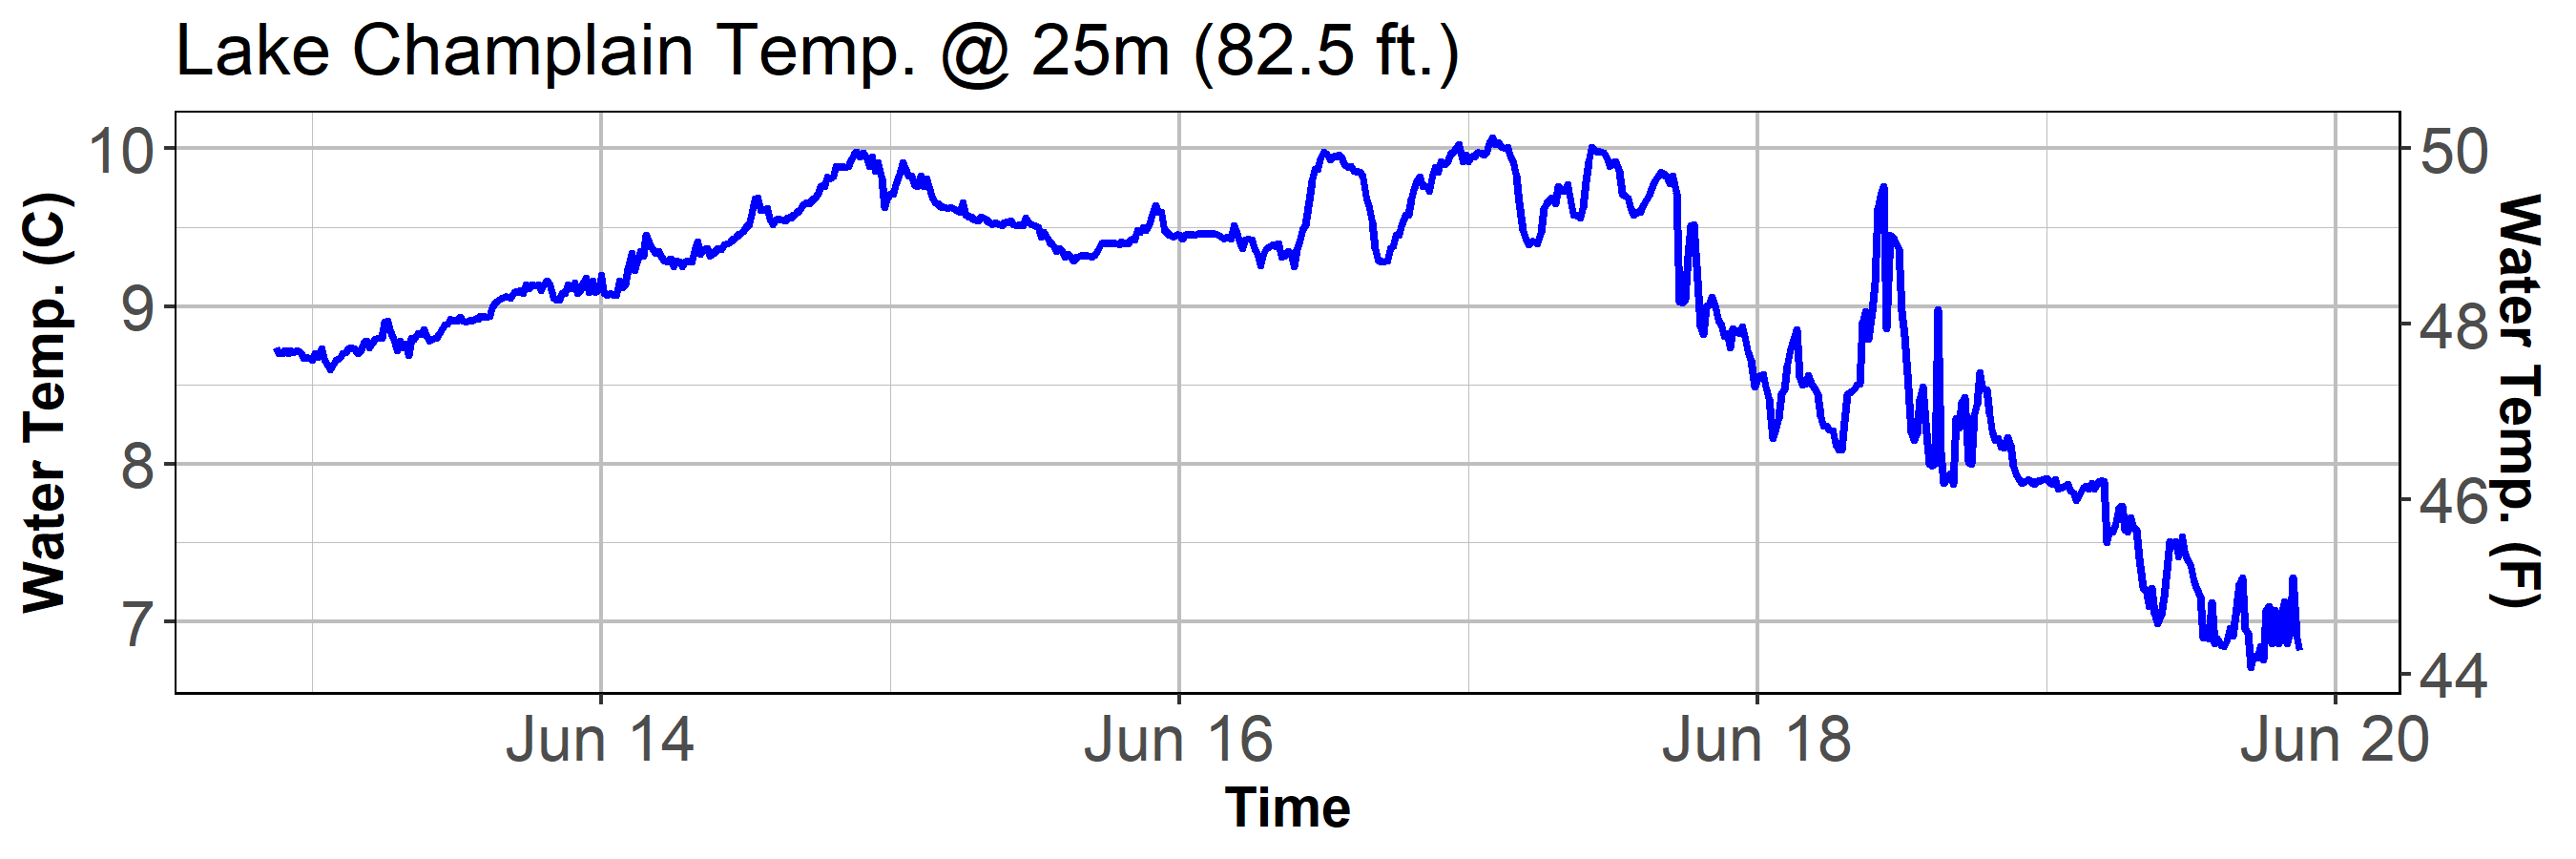 Lake Champlain Temp. @ 25m (82.5 ft.)
Water Temp. (C)
10
9
8
7
50
48
46
44
Water Temp. (F)
Jun 14
Jun 16
Jun 18
Jun 20
Time